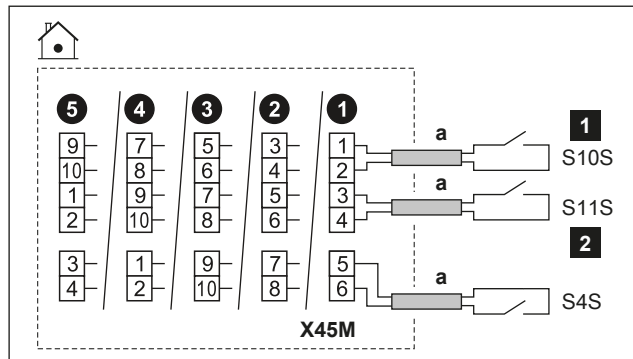 5 4 3 2 1
9 7 5 3 1 a 1
10 8 6 4 2 S10S
1 9 7 5 3 a S11S
2 10 8 6 4
2
3 1 9 7 5 a
4 2 10 8 6 S4S
X45M